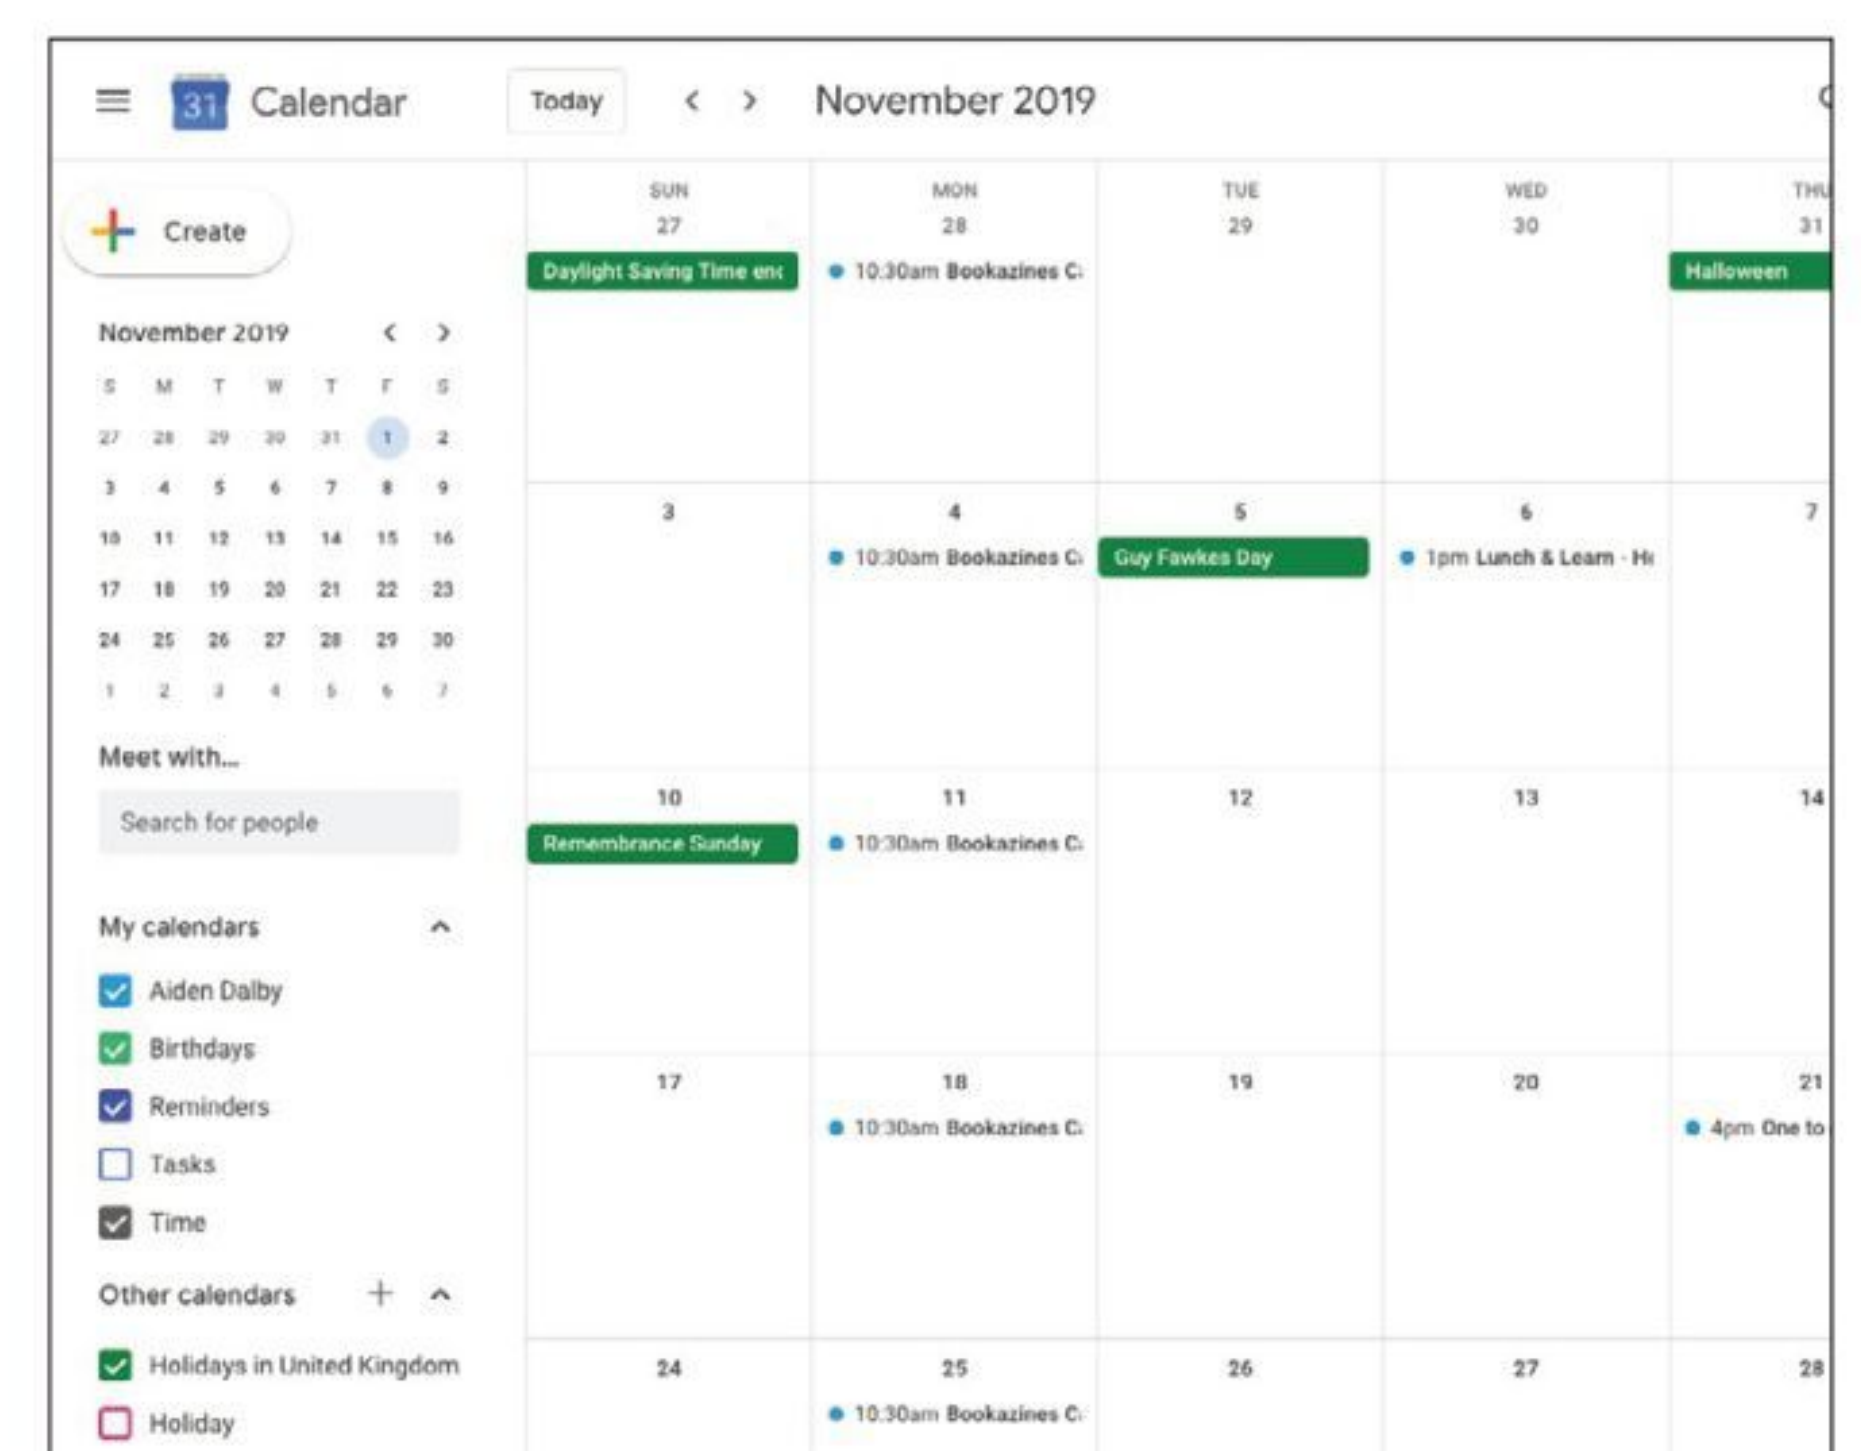 31 Calendar Today November 2019
Create
November 2019
S M T W T F S
27 28 29 30 31 1 2
3 4 5 6 7 8 9
10 11 12 13 14 15 16
17 18 19 20 21 22 23
24 25 26 27 28 29 30
1 2 3 4 5 6 7
Meet with...
Search for people
My calendars
Aiden Dalby
Birthdays
Reminders
Tasks
Time
Other calendars
Holidays in United Kingdom
Holiday
SUN MON TUE WED THU
27 28 29 30 31
Daylight Saving Time 10:30am Bookazines Halloween
3 4 5 6 7
10:30am Bookazines Guy Fawkes Day 1pm Lunch & Learn -
10 11 12 13 14
Remembrance Sunday 10:30am Bookazines
17 18 19 20 21
10:30am Bookazines 4pm One to
24 25 26 27 28
10:30am Bookazines